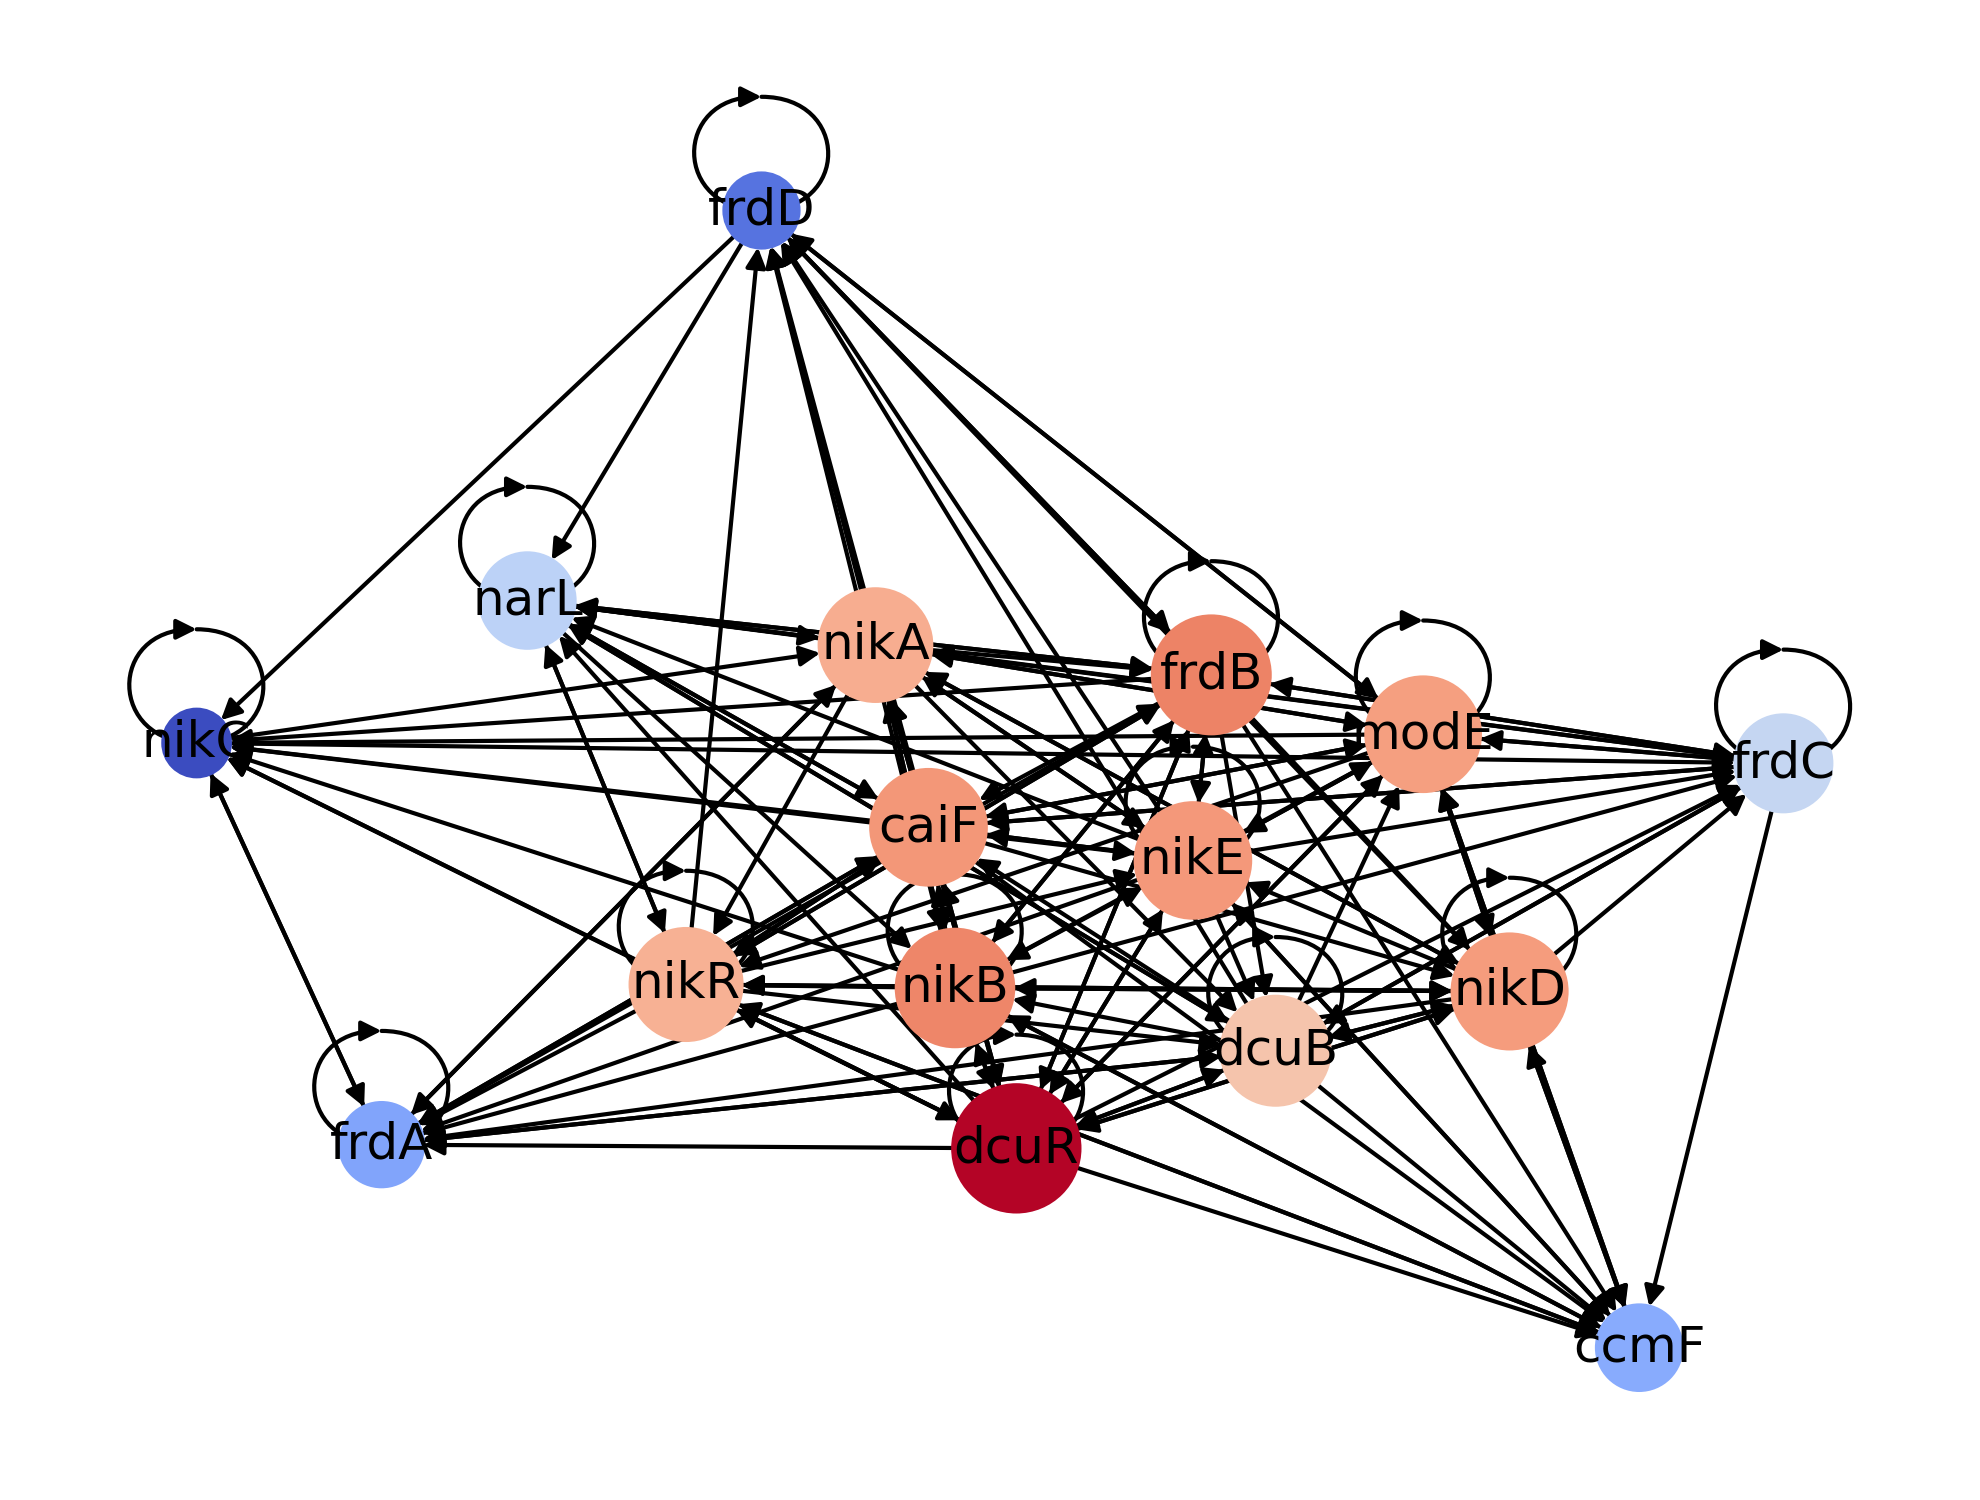 frdD
narL
nikA
frdB
modE
nikC
frdC
caiF
nikE
nikR
nikB
nikD
dcuB
frdA
dcuR
ccmF